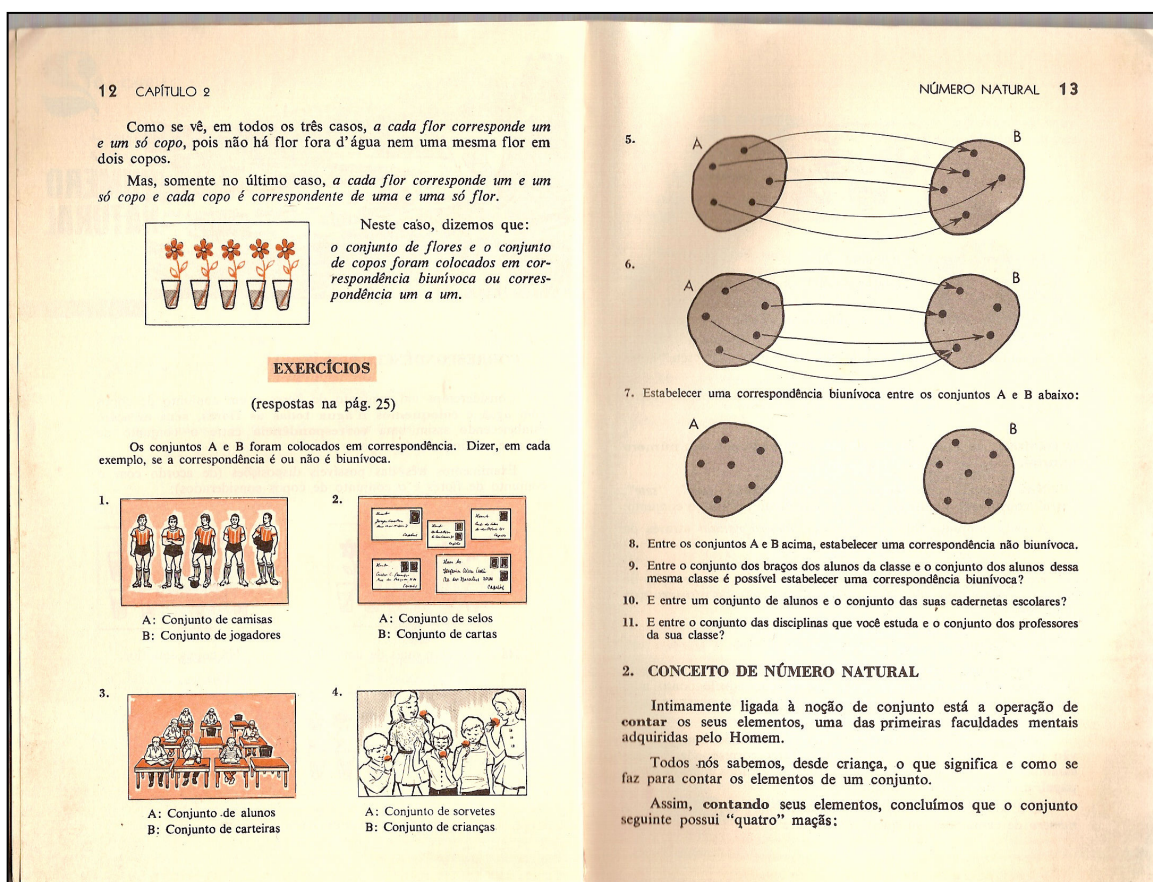 12 CAPÍTULO 2
Como se vê, em todos os três casos, a cada flor corresponde um
e um só copo, pois não há flor fora d'água nem uma mesma flor em
dois copos.
Mas, somente no último caso, a cada flor corresponde um e um
só copo e cada copo é correspondente de uma e uma só flor.
Neste caso, dizemos que:
o conjunto de flores e o conjunto
de copos foram colocados em cor-
respondência biunívoca ou corres-
pondência um a um.
EXERCÍCIOS
(respostas na pág. 25)
Os conjuntos A e B foram colocados em correspondência. Dizer, em cada
exemplo, se a correspondência é ou não é biunívoca.
1.
A: Conjunto de camisas
B: Conjunto de jogadores
2.
A: Conjunto de selos
B: Conjunto de cartas
3.
A: Conjunto de alunos
B: Conjunto de carteiras
4.
A: Conjunto de sorvetes
B: Conjunto de crianças
NÚMERO NATURAL 13
5.
A
B
6.
A
B
7. Estabelecer uma correspondência biunívoca entre os conjuntos A e B abaixo:
A
B
8. Entre os conjuntos A e B acima, estabelecer uma correspondência não biunívoca.
9. Entre o conjunto dos braços dos alunos da classe e o conjunto dos alunos dessa
mesma classe é possível estabelecer uma correspondência biunívoca?
10. E entre um conjunto de alunos e o conjunto das suas cadernetas escolares?
11. E entre o conjunto das disciplinas que você estuda e o conjunto dos professores
da sua classe?
2. CONCEITO DE NÚMERO NATURAL
Intimamente ligada à noção de conjunto está a operação de
contar os seus elementos, uma das primeiras faculdades mentais
adquiridas pelo Homem.
Todos nós sabemos, desde criança, o que significa e como se
faz para contar os elementos de um conjunto.
Assim, contando seus elementos, concluímos que o conjunto
seguinte possui "quatro" maçãs: